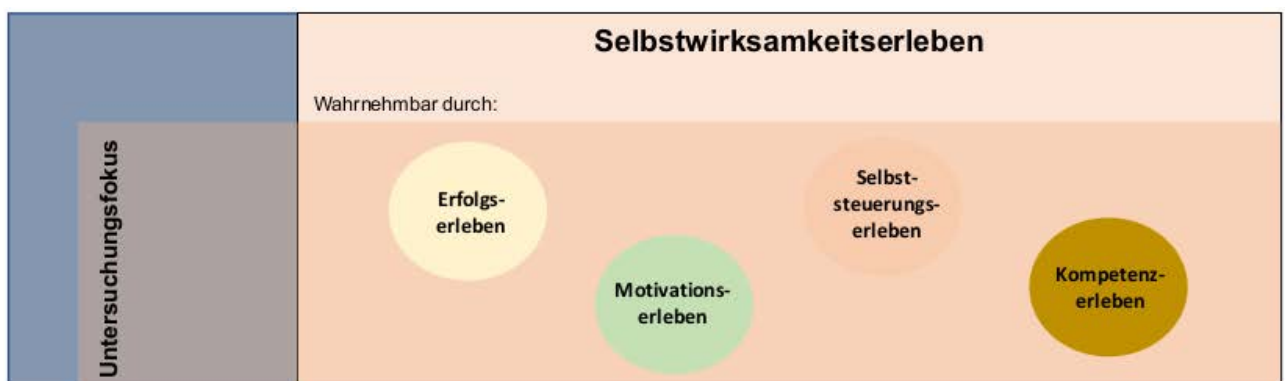 Selbstwirksamkeitserleben
Wahrnehmbar durch:
Untersuchungsfokus
Erfolgs-
erleben
Motivations-
erleben
Selbst-
steuerungs-
erleben
Kompetenz-
erleben